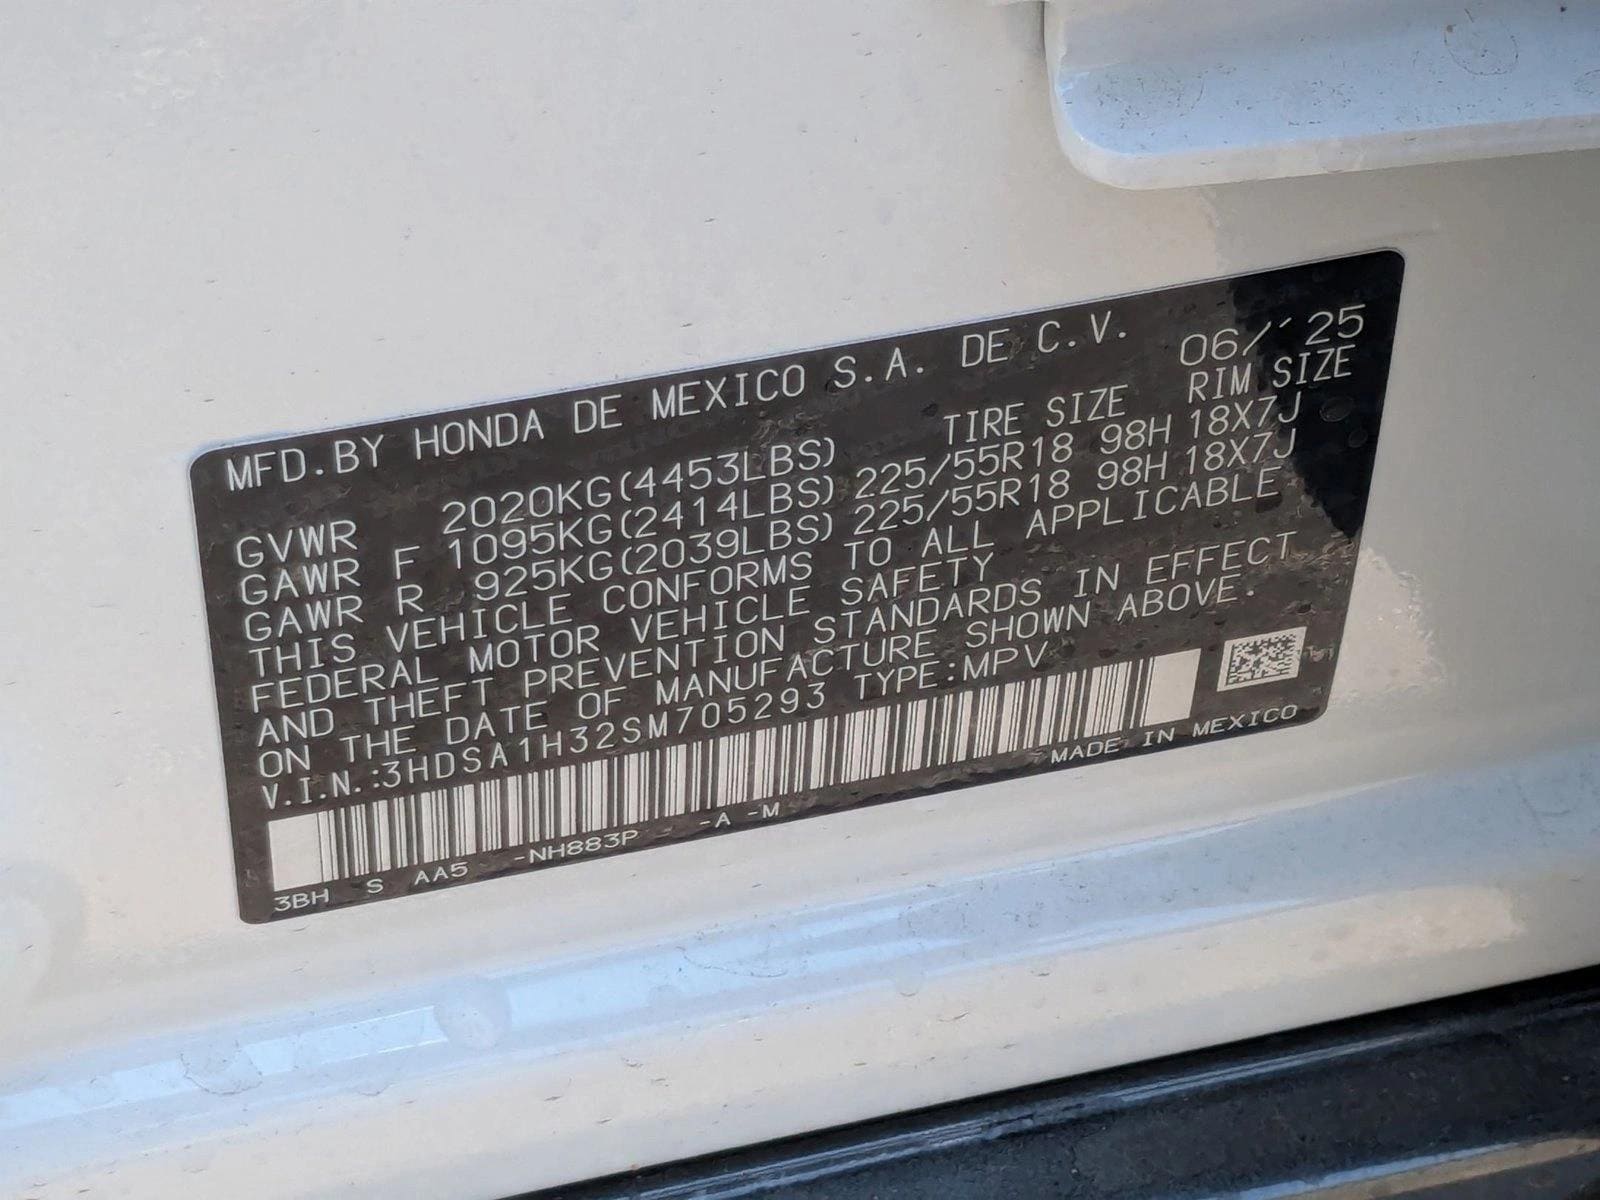 MFD.BY HONDA DE MEXICO S.A. DE C.V. 06/'25
TIRE SIZE RIM SIZE
GVWR 2020KG(4453LBS)
GAWR F 1095KG(2414LBS) 225/55R18 98H 18X7J
GAWR R 925KG(2039LBS) 225/55R18 98H 18X7J
THIS VEHICLE CONFORMS TO ALL APPLICABLE
FEDERAL MOTOR VEHICLE SAFETY
AND THEFT PREVENTION STANDARDS IN EFFECT
ON THE DATE OF MANUFACTURE SHOWN ABOVE.
V.I.N.:3HDSA1H32SM705293 TYPE:MPV
MADE IN MEXICO
3BH S AA5 -NH883P -A -M